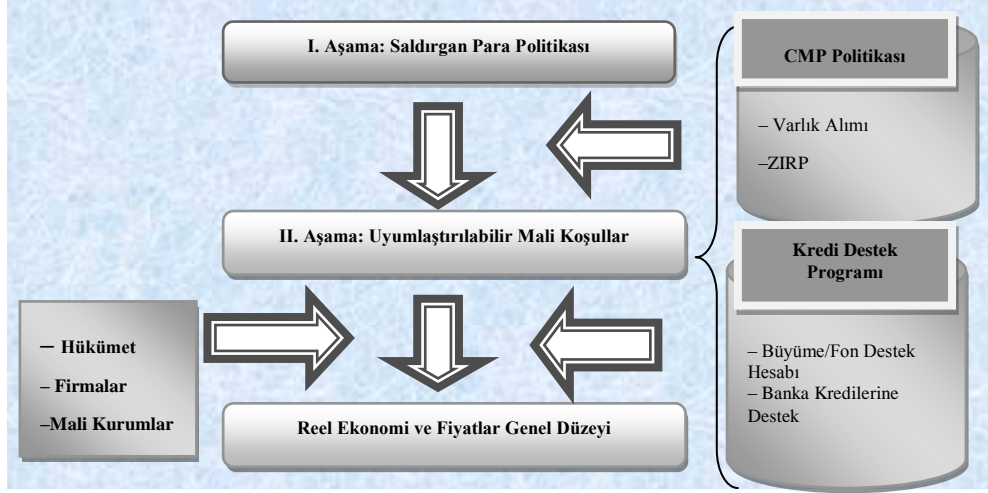 I. Aşama: Saldırgan Para Politikası
CMP Politikası
– Varlık Alımı
–ZIRP
II. Aşama: Uyumlaştırılabilir Mali Koşullar
Kredi Destek
Programı
– Büyüme/Fon Destek
Hesabı
– Banka Kredilerine
Destek
– Hükümet
– Firmalar
–Mali Kurumlar
Reel Ekonomi ve Fiyatlar Genel Düzeyi